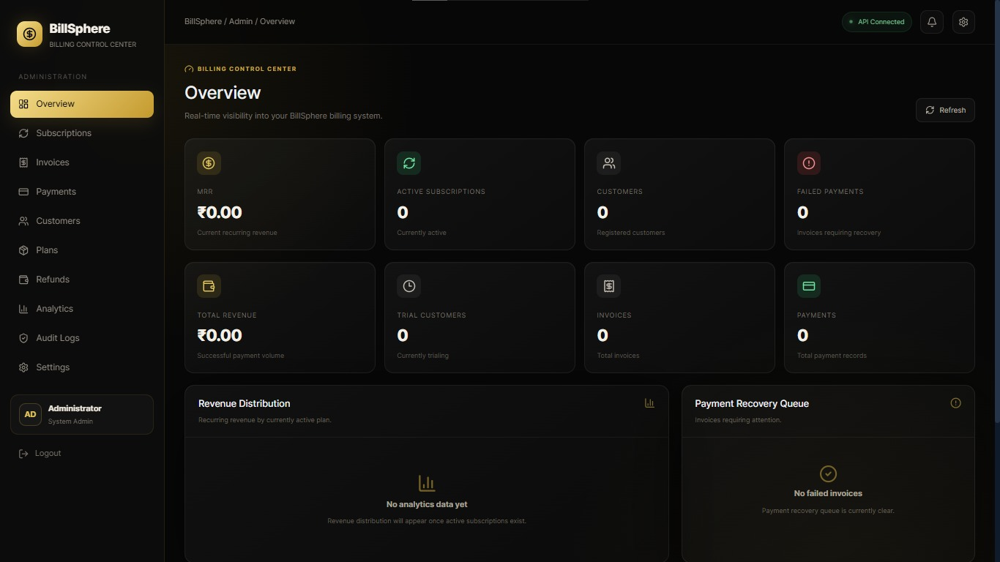 BillSphere
BILLING CONTROL CENTER
ADMINISTRATION
Overview
Subscriptions
Invoices
Payments
Customers
Plans
Refunds
Analytics
Audit Logs
Settings
AD
Administrator
System Admin
Logout
BillSphere / Admin / Overview
API Connected
BILLING CONTROL CENTER
Overview
Real-time visibility into your BillSphere billing system.
Refresh
MRR
₹0.00
Current recurring revenue
ACTIVE SUBSCRIPTIONS
0
Currently active
CUSTOMERS
0
Registered customers
FAILED PAYMENTS
0
Invoices requiring recovery
TOTAL REVENUE
₹0.00
Successful payment volume
TRIAL CUSTOMERS
0
Currently trialing
INVOICES
0
Total invoices
PAYMENTS
0
Total payment records
Revenue Distribution
Recurring revenue by currently active plan.
No analytics data yet
Revenue distribution will appear once active subscriptions exist.
Payment Recovery Queue
Invoices requiring attention.
No failed invoices
Payment recovery queue is currently clear.